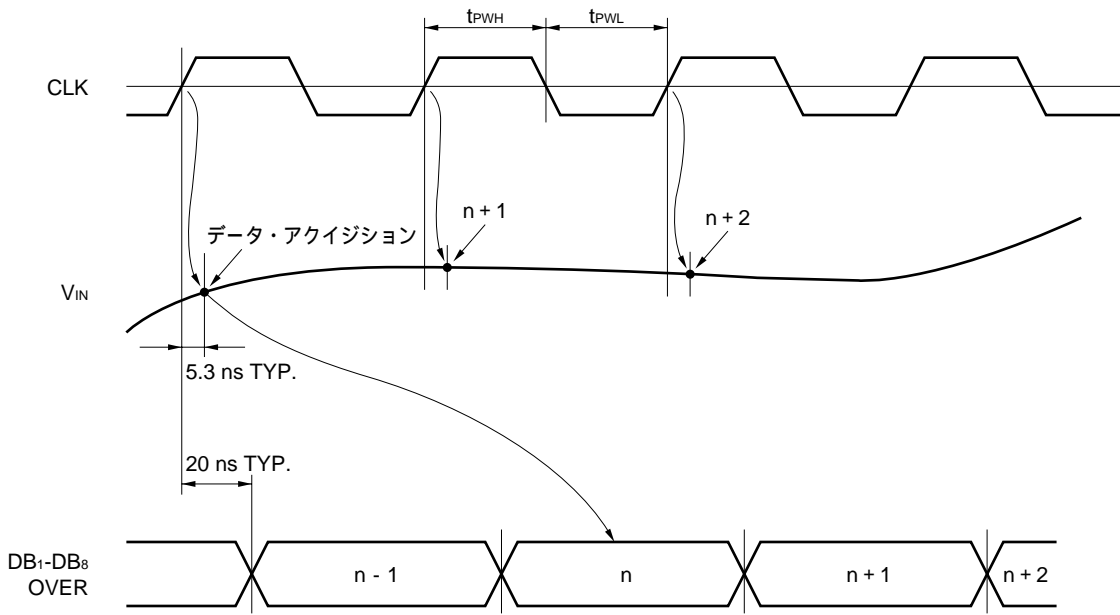 tPWH
tPWL
CLK
n + 1
n + 2
データ・アクイジション
VIN
5.3 ns TYP.
20 ns TYP.
DB1-DB8
OVER
n - 1
n
n + 1
n + 2